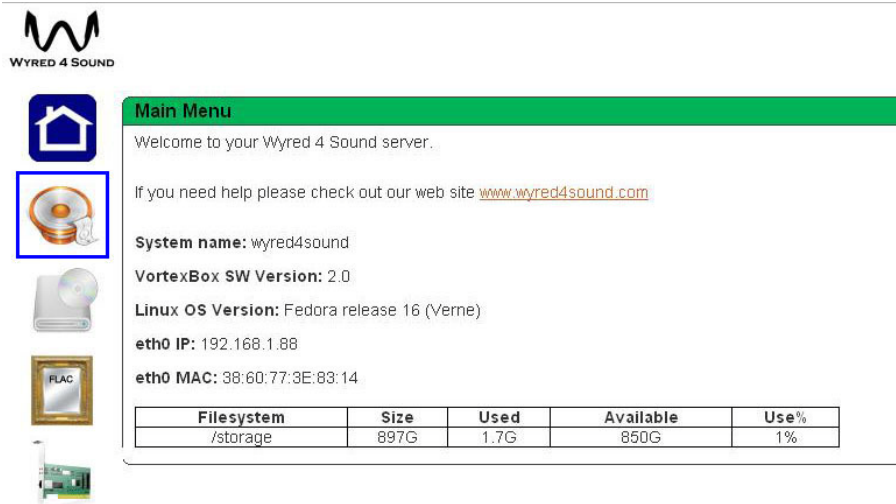 WYRED 4 SOUND
Main Menu
Welcome to your Wyred 4 Sound server.
If you need help please check out our web site www.wyred4sound.com
System name: wyred4sound
VortexBox SW Version: 2.0
Linux OS Version: Fedora release 16 (Verne)
eth0 IP: 192.168.1.88
eth0 MAC: 38:60:77:3E:83:14
FLAC
Filesystem Size Used Available Use%
/storage 897G 1.7G 850G 1%